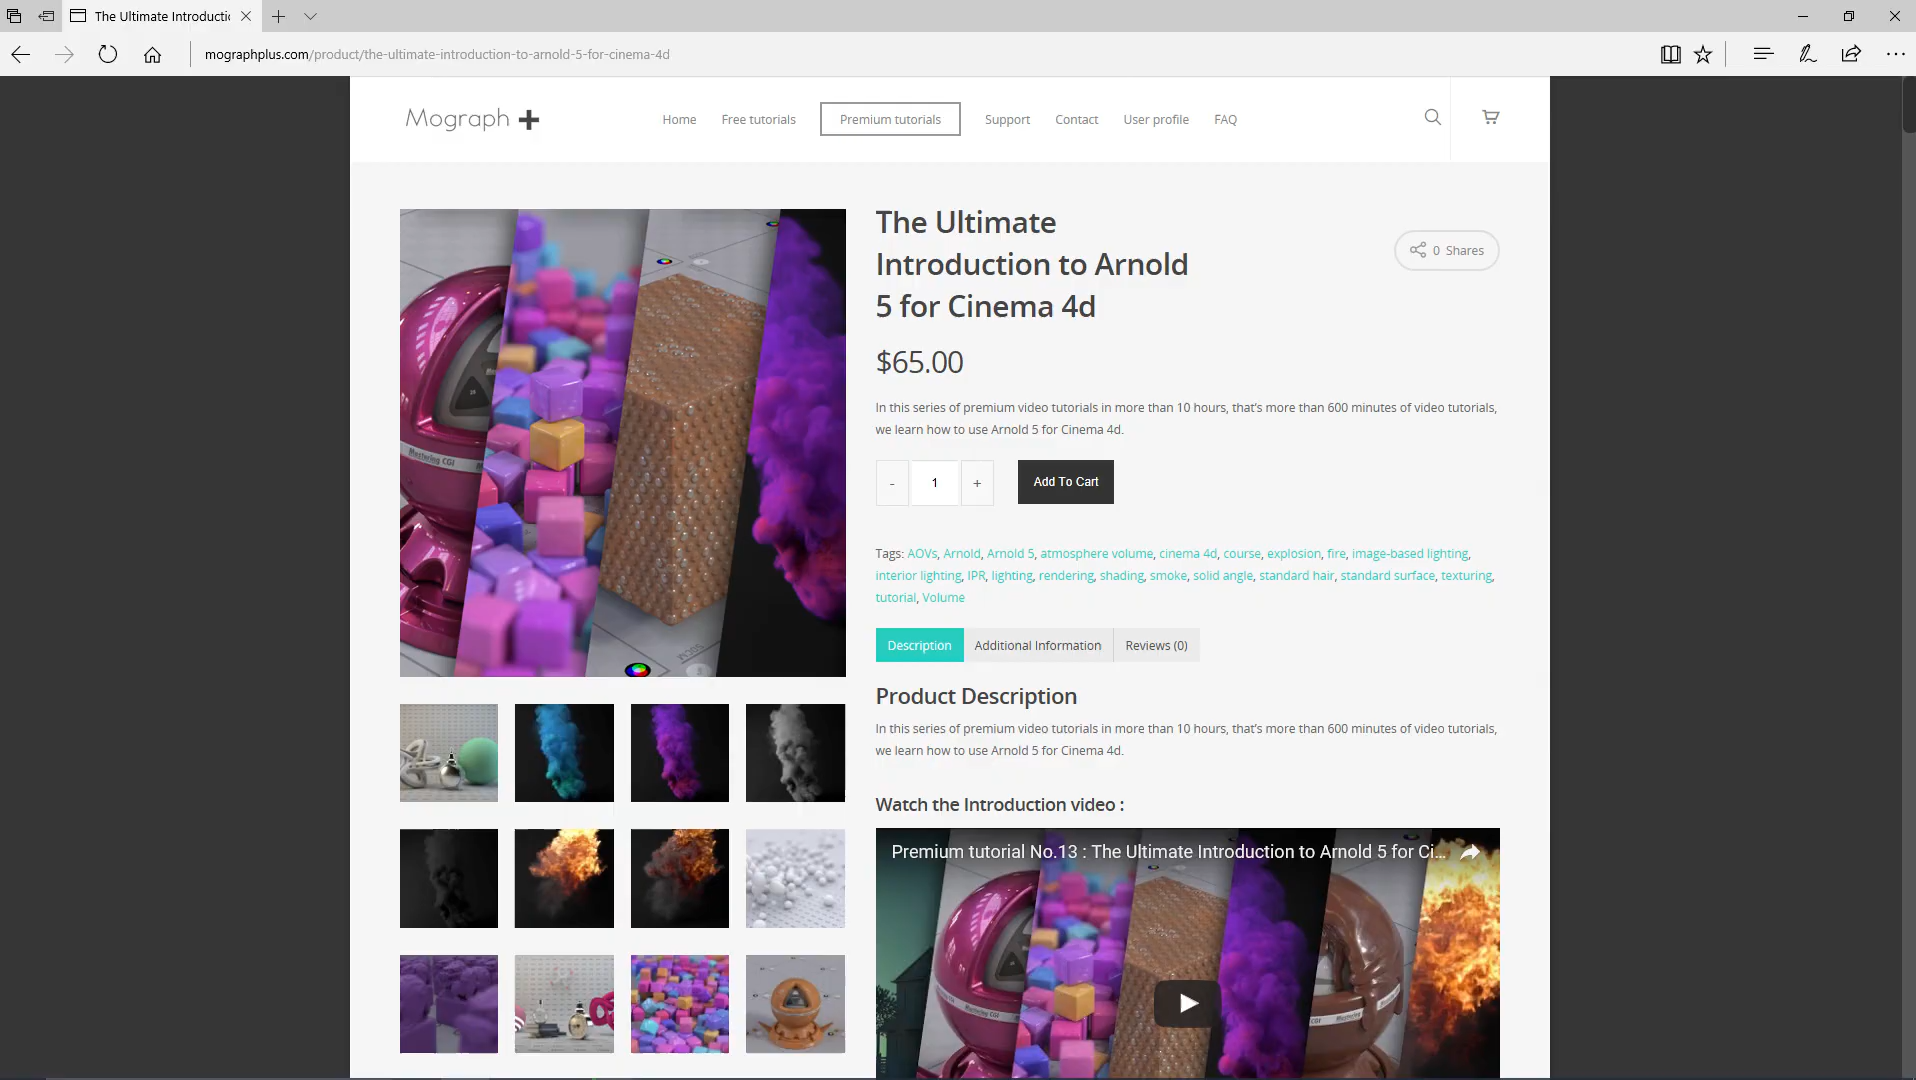 The Ultimate Introductic
mographplus.com/product/the-ultimate-introduction-to-arnold-5-for-cinema-4d
Mograph
Home
Free tutorials
Premium tutorials
Support
Contact
User profile
FAQ
The Ultimate
Introduction to Arnold
5 for Cinema 4d
0 Shares
$65.00
In this series of premium video tutorials in more than 10 hours, that's more than 600 minutes of video tutorials,
we learn how to use Arnold 5 for Cinema 4d.
- 1 +
Add To Cart
Tags: AOVs, Arnold, Arnold 5, atmosphere volume, cinema 4d, course, explosion, fire, image-based lighting,
interior lighting, IPR, lighting, rendering, shading, smoke, solid angle, standard hair, standard surface, texturing,
tutorial, Volume
Description
Additional Information
Reviews (0)
Product Description
In this series of premium video tutorials in more than 10 hours, that's more than 600 minutes of video tutorials,
we learn how to use Arnold 5 for Cinema 4d.
Watch the Introduction video :
Premium tutorial No.13 : The Ultimate Introduction to Arnold 5 for Ci...
Mastering CGI
Mastering CGI